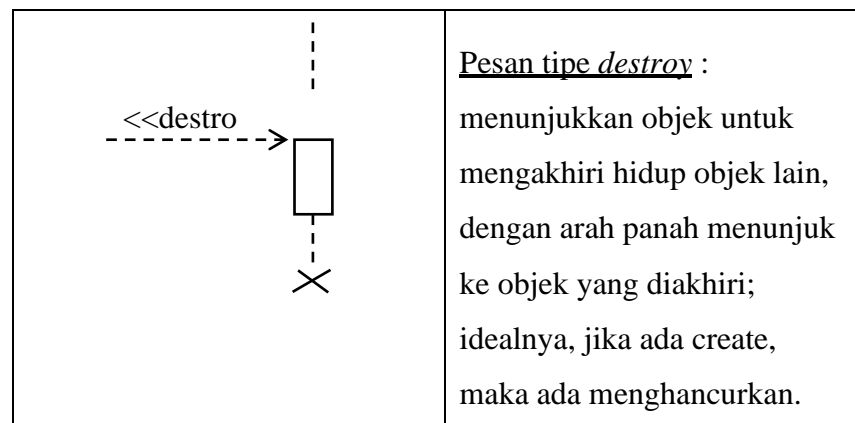 <<destro
Pesan tipe destroy :
menunjukkan objek untuk
mengakhiri hidup objek lain,
dengan arah panah menunjuk
ke objek yang diakhiri;
idealnya, jika ada create,
maka ada menghancurkan.